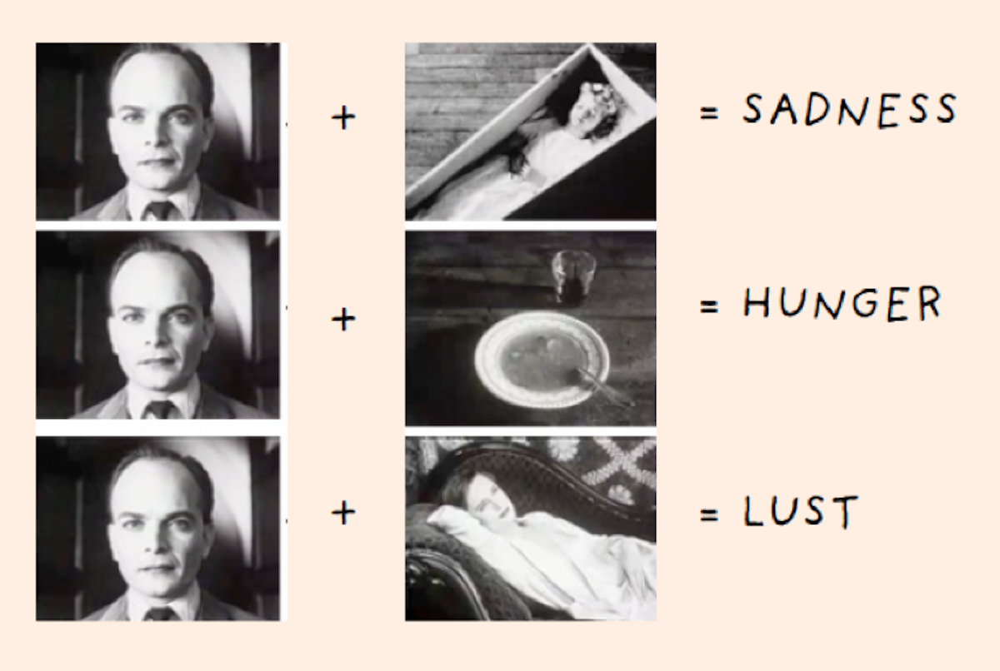 + = SADNESS
+ = HUNGER
+ = LUST